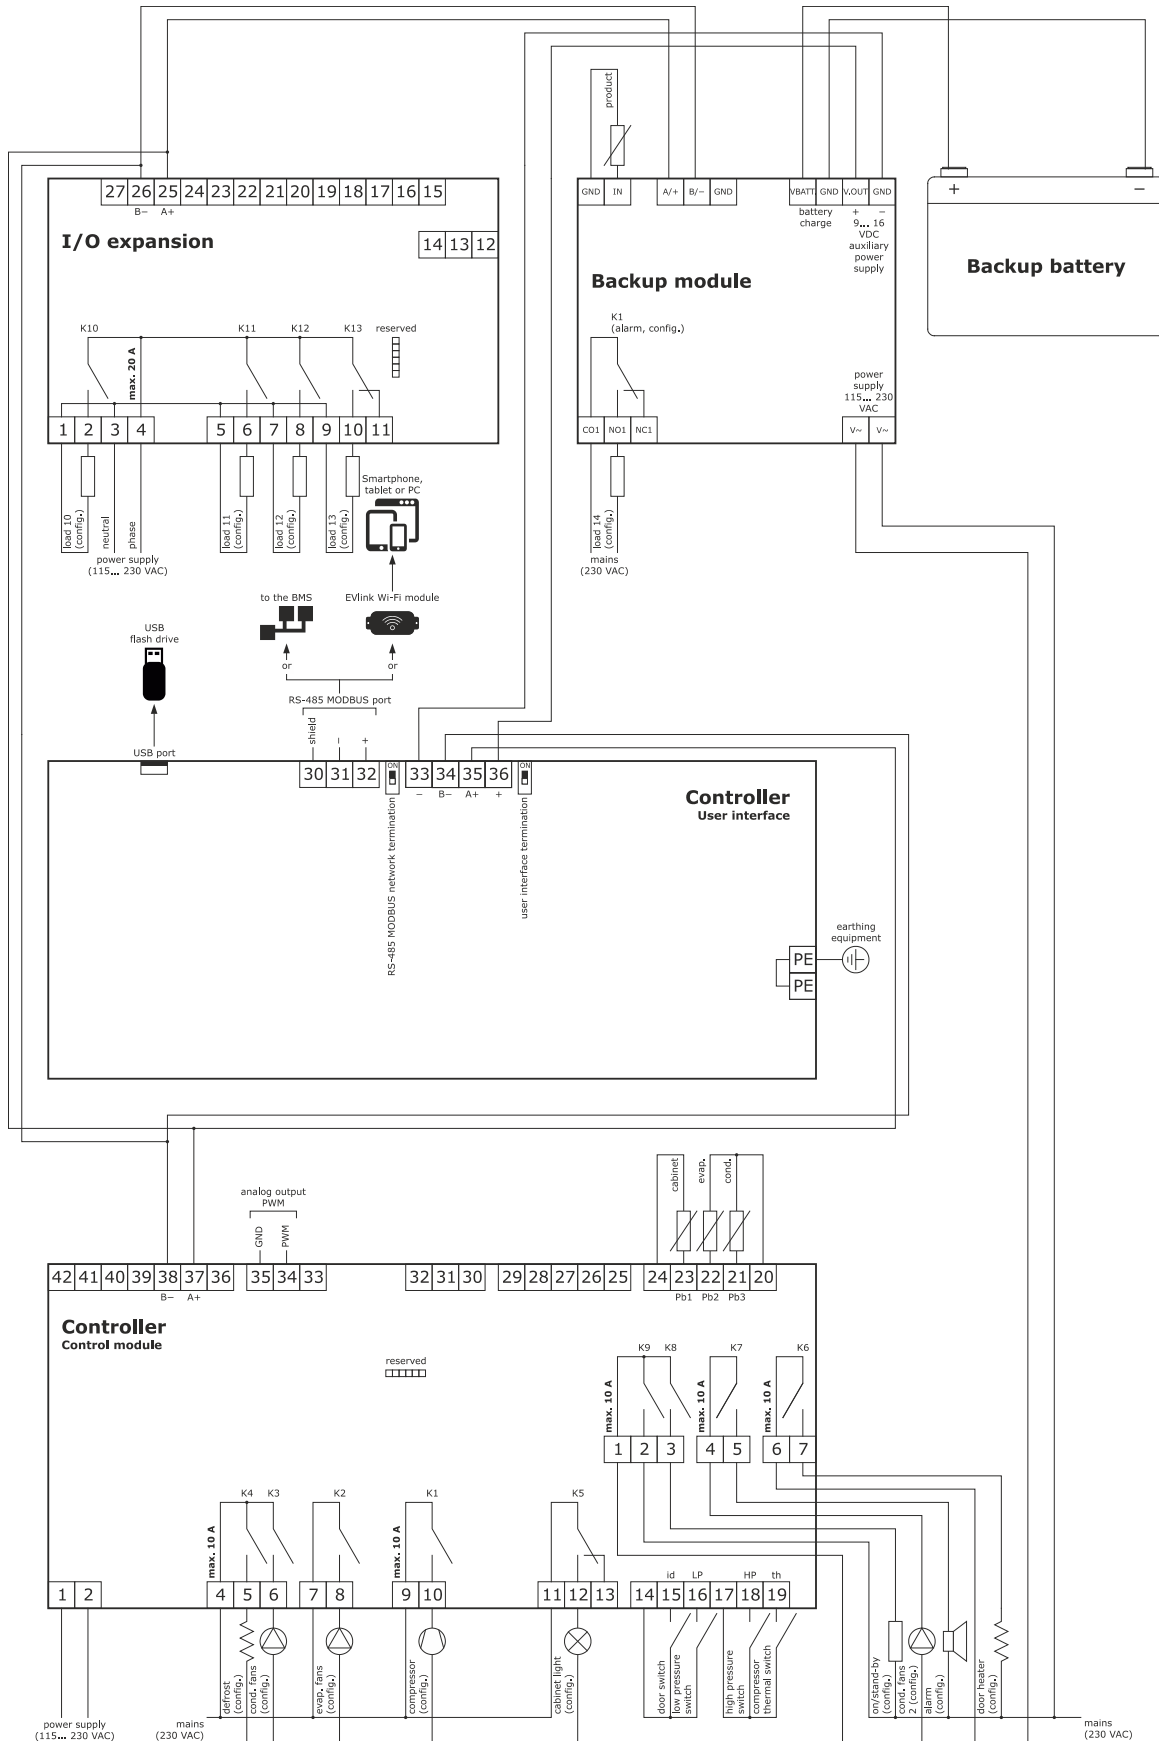 product
27 26 25 24 23 22 21 20 19 18 17 16 15
B− A+
I/O expansion
14 13 12
K10
K11
K12
K13
reserved
max. 20 A
1 2 3 4
5 6 7 8 9 10 11
load 10
(config.)
neutral
phase
power supply
(115... 230 VAC)
load 11
(config.)
load 12
(config.)
load 13
(config.)
GND IN
A/+ B/− GND
VBATT. GND V.OUT GND
battery
charge
+ −
9... 16
VDC
auxiliary
power
supply
Backup module
K1
(alarm, config.)
power
supply
115... 230
VAC
CO1 NO1 NC1
V~ V~
load 14
(config.)
mains
(230 VAC)
+ −
Backup battery
Smartphone,
tablet or PC
to the BMS
EVlink Wi-Fi module
or
or
RS-485 MODBUS port
USB
flash drive
USB port
shield
−
+
30 31 32
ON
33 34 35 36
− B− A+ +
ON
RS-485 MODBUS network termination
user interface termination
Controller
User interface
PE
PE
earthing
equipment
analog output
PWM
GND
PWM
cabinet
evap.
cond.
42 41 40 39 38 37 36
35 34 33
32 31 30
29 28 27 26 25
24 23 22 21 20
B− A+
Pb1 Pb2 Pb3
Controller
Control module
reserved
K9
K8
K7
K6
max. 10 A
max. 10 A
max. 10 A
1 2 3
4 5
6 7
K4
K3
K2
K1
K5
max. 10 A
max. 10 A
id LP HP th
1 2
4 5 6
7 8
9 10
11 12 13
14 15 16 17 18 19
power supply
(115... 230 VAC)
mains
(230 VAC)
defrost
(config.)
cond. fans
(config.)
evap. fans
(config.)
compressor
(config.)
cabinet light
(config.)
door switch
low pressure
switch
high pressure
switch
compressor
thermal switch
on/stand-by
(config.)
cond. fans
2 (config.)
alarm
(config.)
door heater
(config.)
mains
(230 VAC)